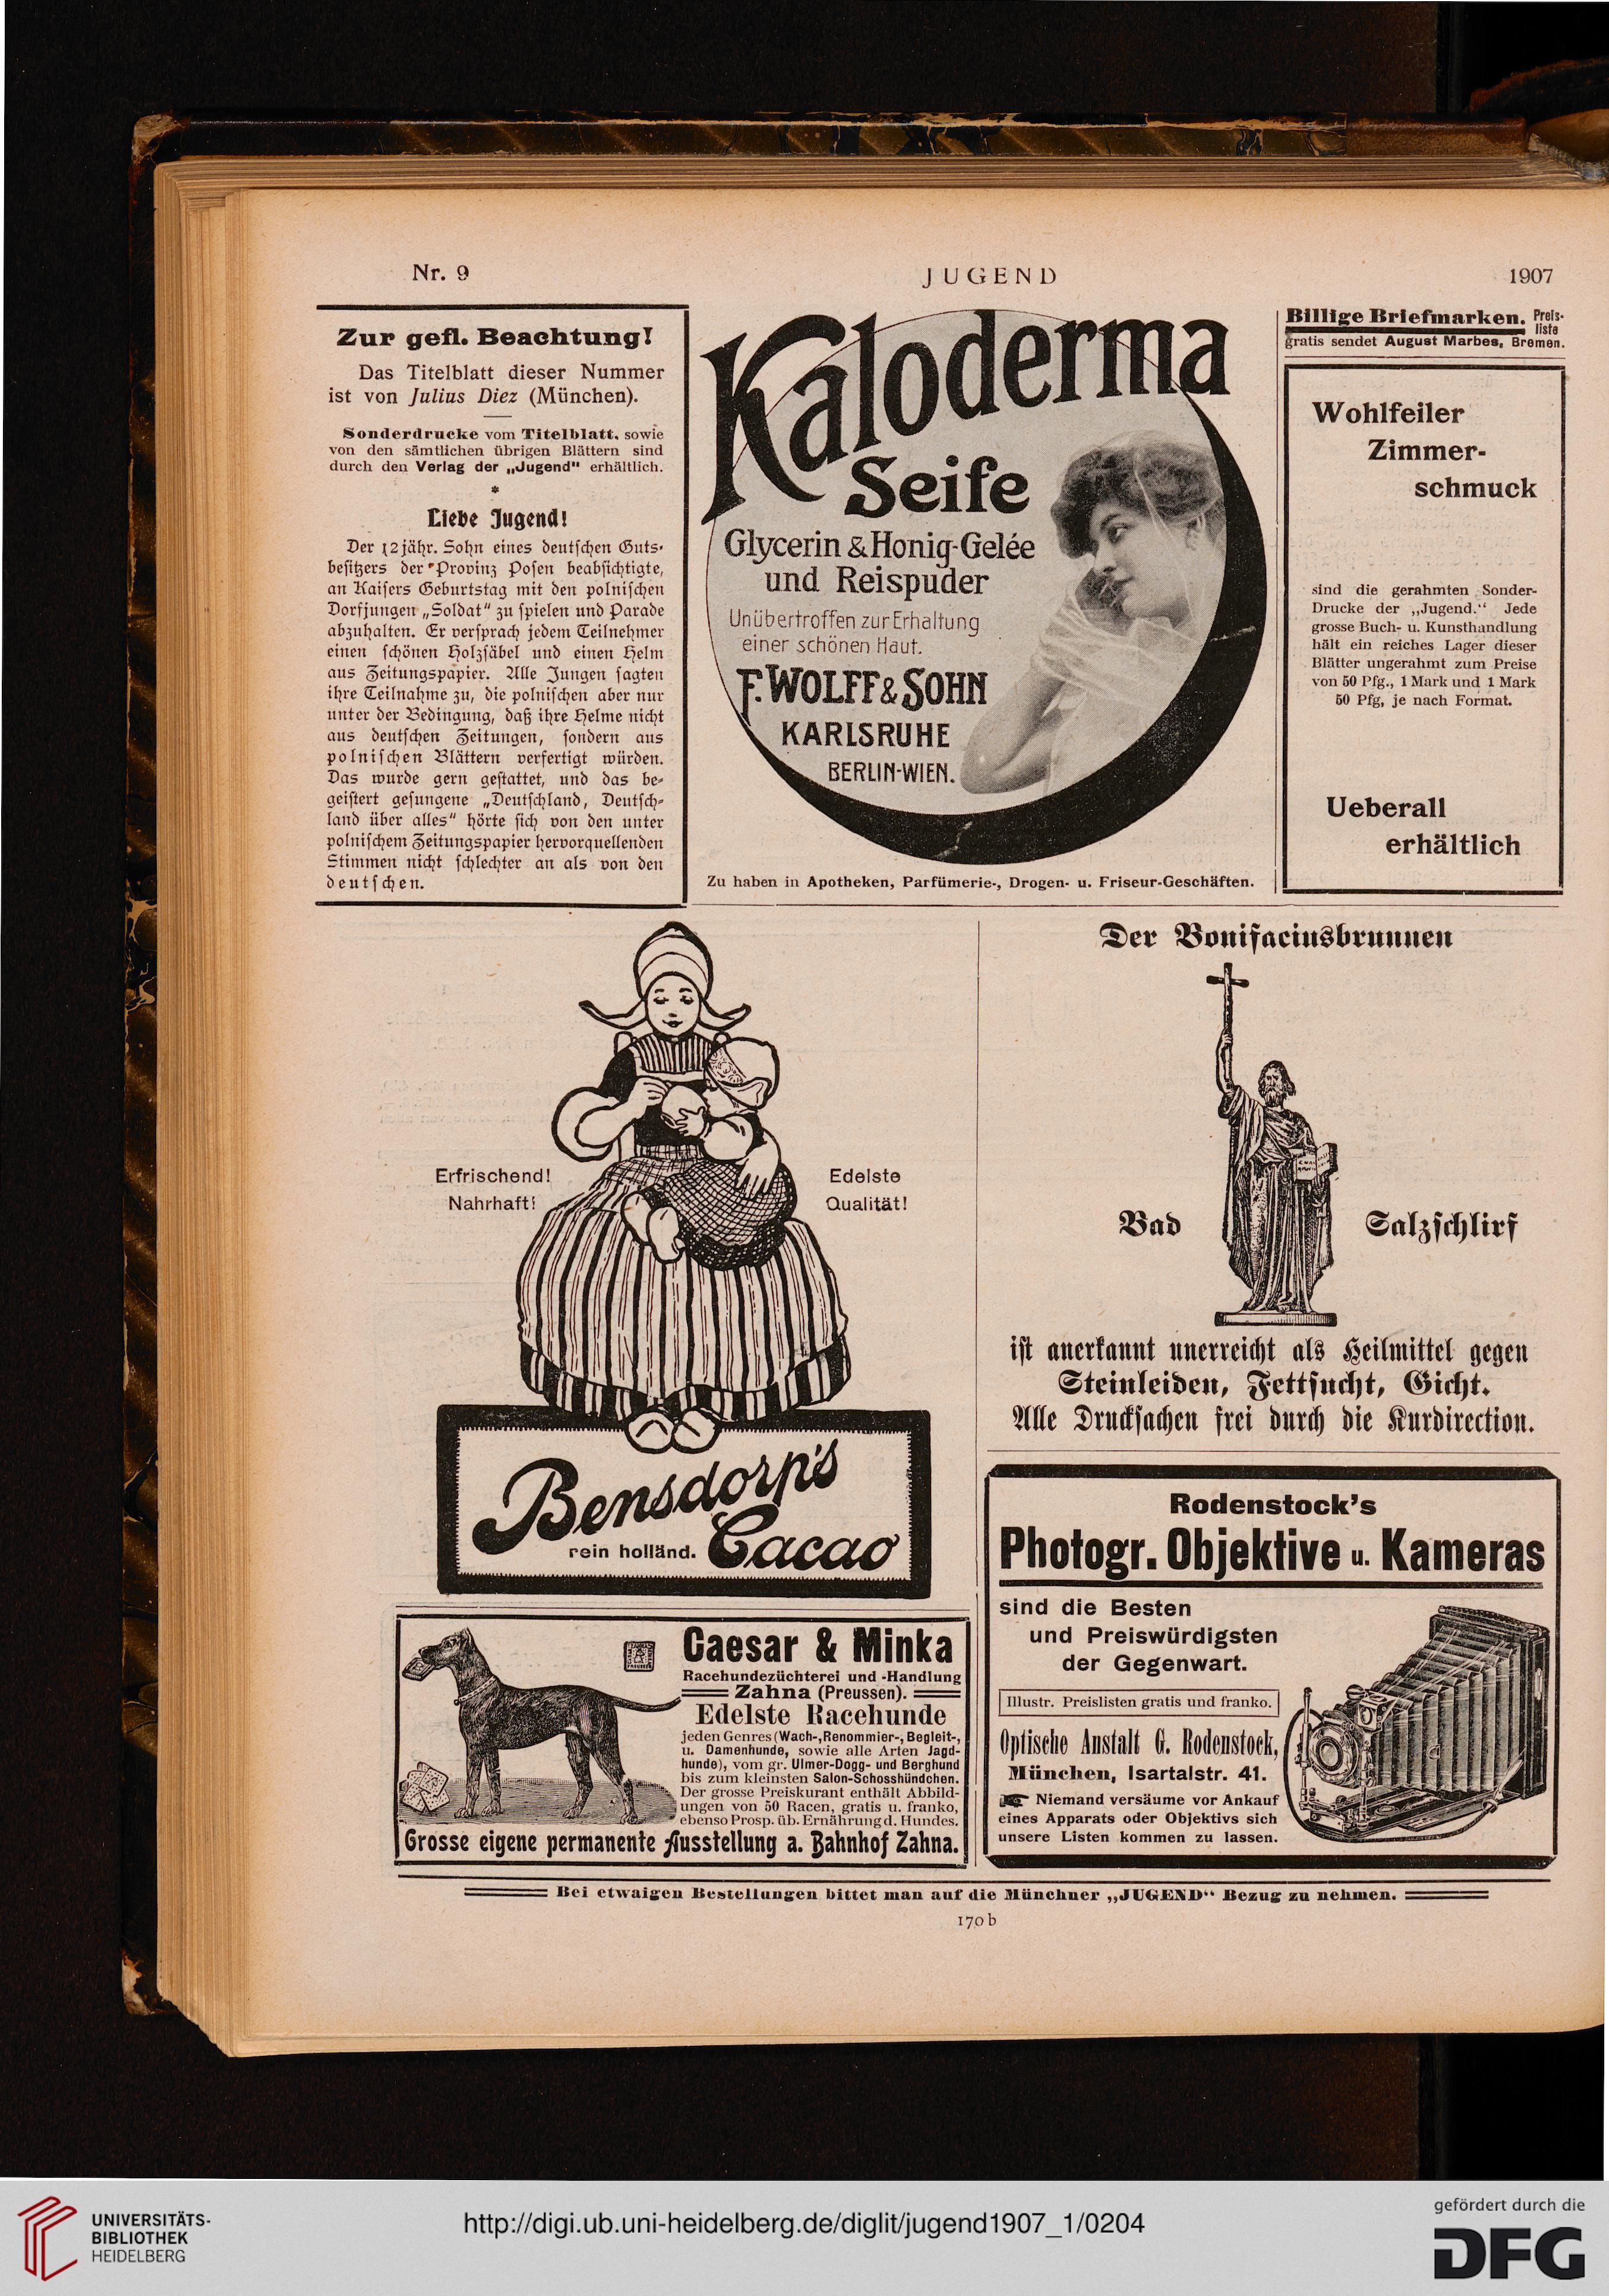 Nr. 9
JUGEND
1907
Zur gefl. Beachtung!
Das Titelblatt dieser Nummer
ist von Julius Diez (München).
Sonderdrucke vom Titelblatt, sowie
von den sämtlichen übrigen Blättern sind
durch den Verlag der „Jugend" erhältlich.
*
Liebe Jugend!
Der 12jähr. Sohn eines deutschen Guts-
besitzers der Provinz Posen beabsichtigte,
an Kaisers Geburtstag mit den polnischen
Dorfjungen „Soldat" zu spielen und Parade
abzuhalten. Er versprach jedem Teilnehmer
einen schönen Holzsäbel und einen Helm
aus Zeitungspapier. Alle Jungen sagten
ihre Teilnahme zu, die polnischen aber nur
unter der Bedingung, daß ihre Helme nicht
aus deutschen Zeitungen, sondern aus
polnischen Blättern verfertigt würden.
Das wurde gern gestattet, und das be-
geistert gesungene „Deutschland, Deutsch-
land über alles" hörte sich von den unter
polnischem Zeitungspapier hervorquellenden
Stimmen nicht schlechter an als von den
deutschen.
Kaloderma
Seife
Glycerin & Honig-Gelée
und Reispuder
Unübertroffen zur Erhaltung
einer schönen Haut.
F. WOLFF & SOHN
KARLSRUHE
BERLIN-WIEN.
Zu haben in Apotheken, Parfümerie-, Drogen- u. Friseur-Geschäften.
Billige Briefmarken. Preis-
liste
gratis sendet August Marbes, Bremen.
Wohlfeiler
Zimmer-
schmuck
sind die gerahmten Sonder-
Drucke der „Jugend." Jede
grosse Buch- u. Kunsthandlung
hält ein reiches Lager dieser
Blätter ungerahmt zum Preise
von 50 Pfg., 1 Mark und 1 Mark
50 Pfg, je nach Format.
Ueberall
erhältlich
Erfrischend!
Nahrhaft!
Edelste
Qualität!
Bensdorp's
rein holländ. Cacao
Der Bonifaciusbrunnen
Bad Salzschlirf
ist anerkannt unerreicht als Heilmittel gegen
Steinleiden, Fettsucht, Gicht.
Alle Drucksachen frei durch die Kurdirection.
Caesar & Minka
Racehundezüchterei und -Handlung
Zahna (Preussen).
Edelste Racehunde
jeden Genres (Wach-, Renommier-, Begleit-,
u. Damenhunde, sowie alle Arten Jagd-
hunde), vom gr. Ulmer-Dogg- und Berghund
bis zum kleinsten Salon-Schosshündchen.
Der grosse Preiskurant enthält Abbild-
ungen von 50 Racen, gratis u. franko,
ebenso Prosp. üb. Ernährung d. Hundes.
Grosse eigene permanente Ausstellung a. Bahnhof Zahna.
Rodenstock's
Photogr. Objektive u. Kameras
sind die Besten
und Preiswürdigsten
der Gegenwart.
Illustr. Preislisten gratis und franko.
Optische Anstalt G. Rodenstock,
München, Isartalstr. 41.
Niemand versäume vor Ankauf
eines Apparats oder Objektivs sich
unsere Listen kommen zu lassen.
Bei etwaigen Bestellungen bittet man auf die Münchner „JUGEND" Bezug zu nehmen.
170 b
UNIVERSITÄTS-
BIBLIOTHEK
HEIDELBERG
http://digi.ub.uni-heidelberg.de/diglit/jugend1907_1/0204
gefördert durch die
DFG